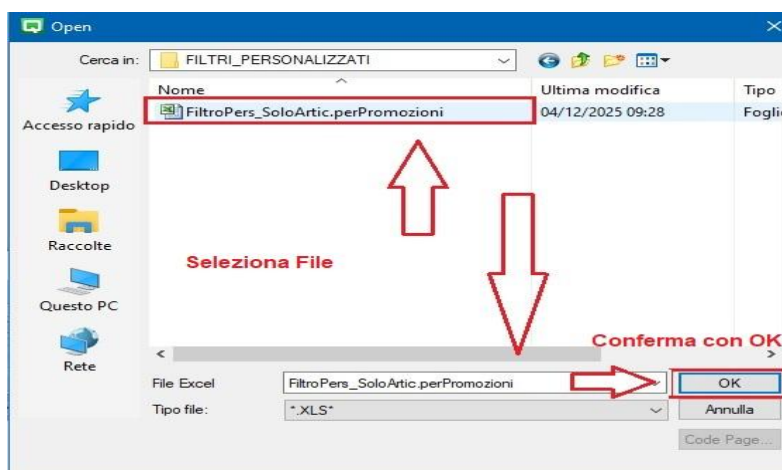 Open
Cerca in: FILTRI_PERSONALIZZATI
Nome Ultima modifica Tipo
FiltroPers_SoloArtic.perPromozioni 04/12/2025 09:28 Fogli
Accesso rapido
Desktop
Raccolte
Seleziona File
Questo PC
Conferma con OK
Rete
File Excel FiltroPers_SoloArtic.perPromozioni OK
Tipo file: *.XLS* Annulla
Code Page...